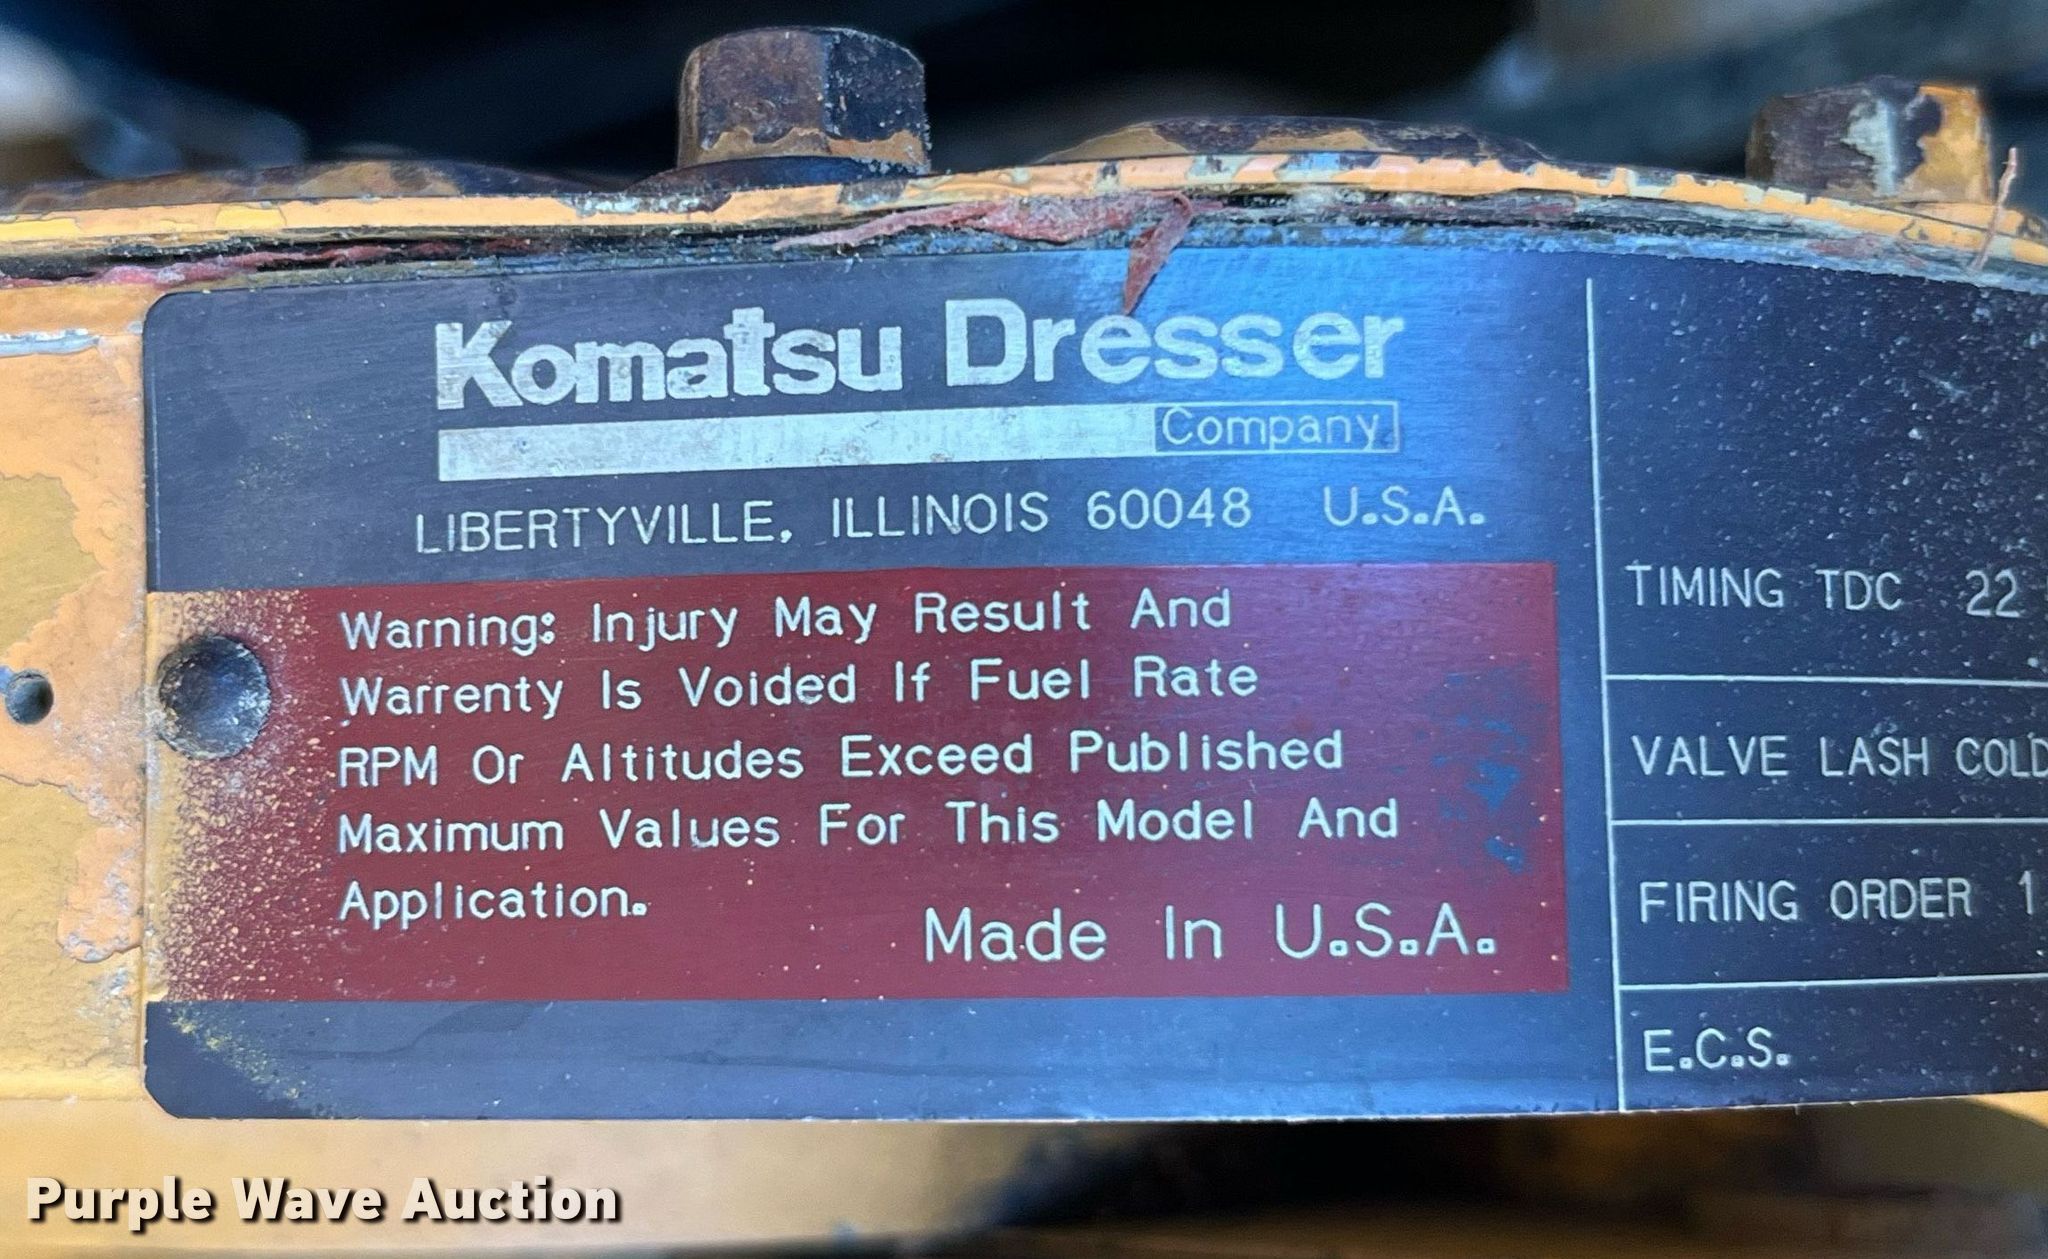 Komatsu Dresser
Company
LIBERTYVILLE, ILLINOIS 60048 U.S.A.
Warning: Injury May Result And
Warrenty Is Voided If Fuel Rate
RPM Or Altitudes Exceed Published
Maximum Values For This Model And
Application.
Made In U.S.A.
TIMING TDC 22
VALVE LASH COLD
FIRING ORDER 1
E.C.S.
Purple Wave Auction